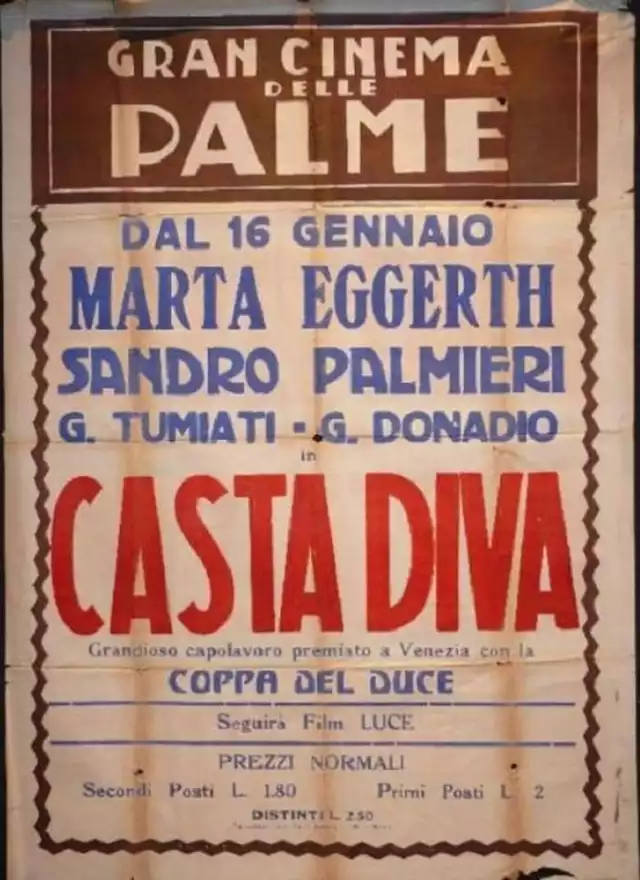 GRAN CINEMA
DELLE
PALME
DAL 16 GENNAIO
MARTA EGGERTH
SANDRO PALMIERI
G. TUMIATI - G. DONADIO
in
CASTA DIVA
Grandioso capolavoro premiato a Venezia con la
COPPA DEL DUCE
Seguirà Film LUCE
PREZZI NORMALI
Secondi Posti L. 1.80 Primi Posti L. 2
DISTINTI L. 2.50